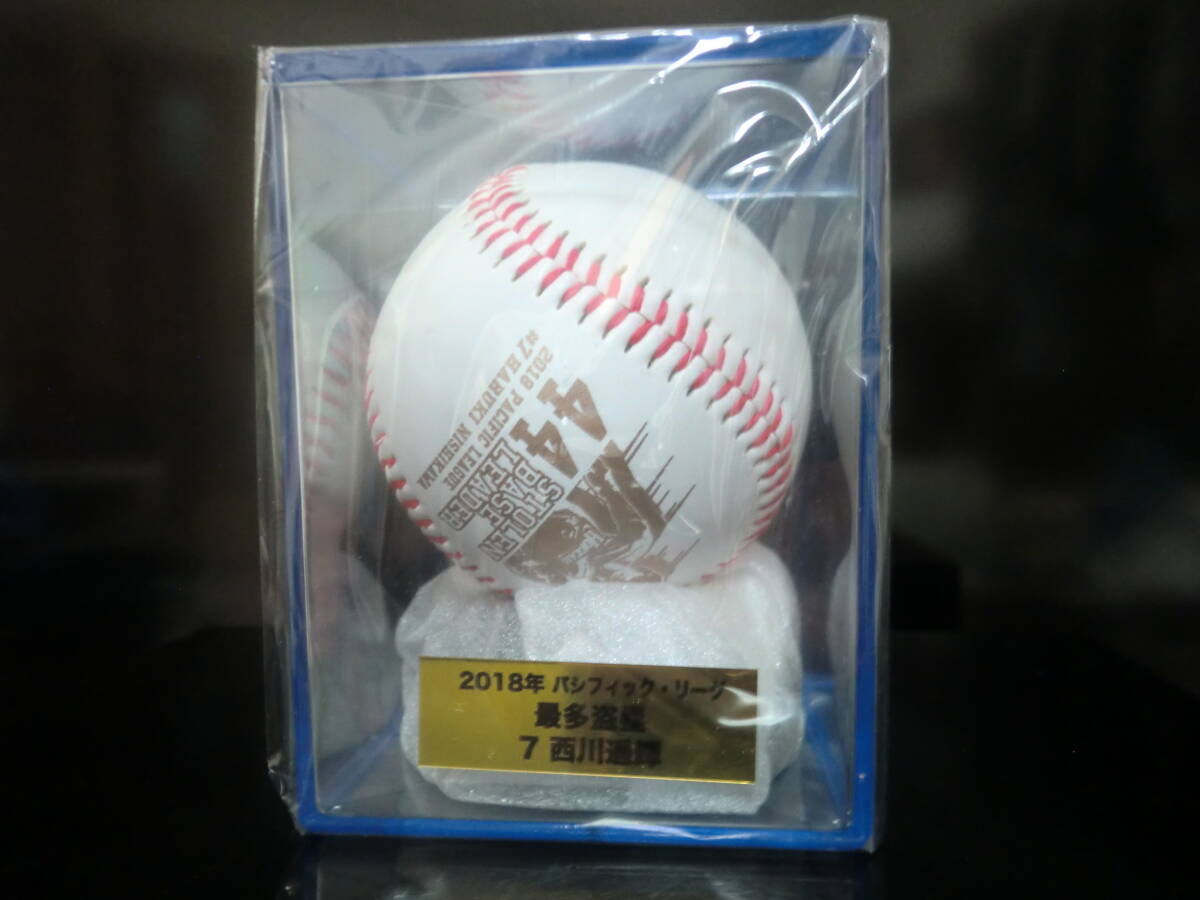 #7 HARUKI NISHIKAWA
2018 PACIFIC LEAGUE
44
STOLEN
BASE
LEADER
2018年 パシフィック・リーグ
最多盗塁
7 西川遥輝